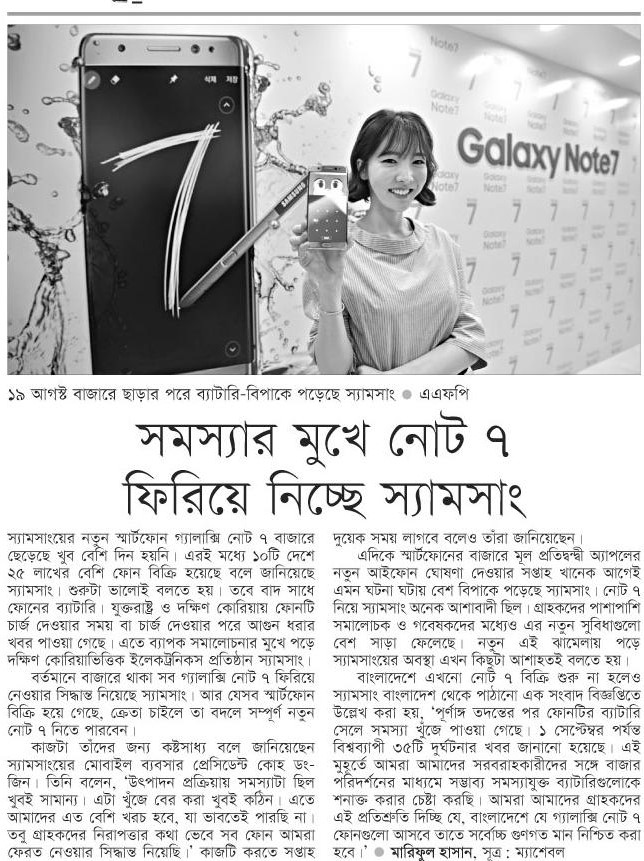 삭제 저장
SAMSUNG
Note7
Galaxy
Note7
Galaxy Note7
১৯ আগস্ট বাজারে ছাড়ার পরে ব্যাটারি-বিপাকে পড়েছে স্যামসাং ● এএফপি
সমস্যার মুখে নোট ৭
ফিরিয়ে নিচ্ছে স্যামসাং
স্যামসাংয়ের নতুন স্মার্টফোন গ্যালাক্সি নোট ৭ বাজারে
ছেড়েছে খুব বেশি দিন হয়নি। এরই মধ্যে ১০টি দেশে
২৫ লাখের বেশি ফোন বিক্রি হয়েছে বলে জানিয়েছে
স্যামসাং। শুরুটা ভালোই বলতে হয়। তবে বাদ সাধে
ফোনের ব্যাটারি। যুক্তরাষ্ট্র ও দক্ষিণ কোরিয়ায় ফোনটি
চার্জ দেওয়ার সময় বা চার্জ দেওয়ার পরে আগুন ধরার
খবর পাওয়া গেছে। এতে ব্যাপক সমালোচনার মুখে পড়ে
দক্ষিণ কোরিয়াভিত্তিক ইলেকট্রনিকস প্রতিষ্ঠান স্যামসাং।
বর্তমানে বাজারে থাকা সব গ্যালাক্সি নোট ৭ ফিরিয়ে
নেওয়ার সিদ্ধান্ত নিয়েছে স্যামসাং। আর যেসব স্মার্টফোন
বিক্রি হয়ে গেছে, ক্রেতা চাইলে তা বদলে সম্পূর্ণ নতুন
নোট ৭ নিতে পারবেন।
কাজটা তাঁদের জন্য কষ্টসাধ্য বলে জানিয়েছেন
স্যামসাংয়ের মোবাইল ব্যবসার প্রেসিডেন্ট কোহ ডং-
জিন। তিনি বলেন, ‘উৎপাদন প্রক্রিয়ায় সমস্যাটা ছিল
খুবই সামান্য। এটা খুঁজে বের করা খুবই কঠিন। এতে
আমাদের এত বেশি খরচ হবে, যা ভাবতেই পারছি না।
তবু গ্রাহকদের নিরাপত্তার কথা ভেবে সব ফোন আমরা
ফেরত নেওয়ার সিদ্ধান্ত নিয়েছি।’ কাজটি করতে সপ্তাহ
দুয়েক সময় লাগবে বলেও তাঁরা জানিয়েছেন।
এদিকে স্মার্টফোনের বাজারে মূল প্রতিদ্বন্দ্বী অ্যাপলের
নতুন আইফোন ঘোষণা দেওয়ার সপ্তাহ খানেক আগেই
এমন ঘটনা ঘটায় বেশ বিপাকে পড়েছে স্যামসাং। নোট ৭
নিয়ে স্যামসাং অনেক আশাবাদী ছিল। গ্রাহকদের পাশাপাশি
সমালোচক ও গবেষকদের মধ্যেও এর নতুন সুবিধাগুলো
বেশ সাড়া ফেলেছে। নতুন এই ঝামেলায় পড়ে
স্যামসাংয়ের অবস্থা এখন কিছুটা আশাহতই বলতে হয়।
বাংলাদেশে এখনো নোট ৭ বিক্রি শুরু না হলেও
স্যামসাং বাংলাদেশ থেকে পাঠানো এক সংবাদ বিজ্ঞপ্তিতে
উল্লেখ করা হয়, ‘পূর্ণাঙ্গ তদন্তের পর ফোনটির ব্যাটারি
সেলে সমস্যা খুঁজে পাওয়া গেছে। ১ সেপ্টেম্বর পর্যন্ত
বিশ্বব্যাপী ৩৫টি দুর্ঘটনার খবর জানানো হয়েছে। এই
মুহূর্তে আমরা আমাদের সরবরাহকারীদের সঙ্গে বাজার
পরিদর্শনের মাধ্যমে সম্ভাব্য সমস্যাযুক্ত ব্যাটারিগুলোকে
শনাক্ত করার চেষ্টা করছি। আমরা আমাদের গ্রাহকদের
এই প্রতিশ্রুতি দিচ্ছি যে, বাংলাদেশে যে গ্যালাক্সি নোট ৭
ফোনগুলো আসবে তাতে সর্বোচ্চ গুণগত মান নিশ্চিত করা
হবে।’ ● মারিফুল হাসান, সূত্র : ম্যাশেবল